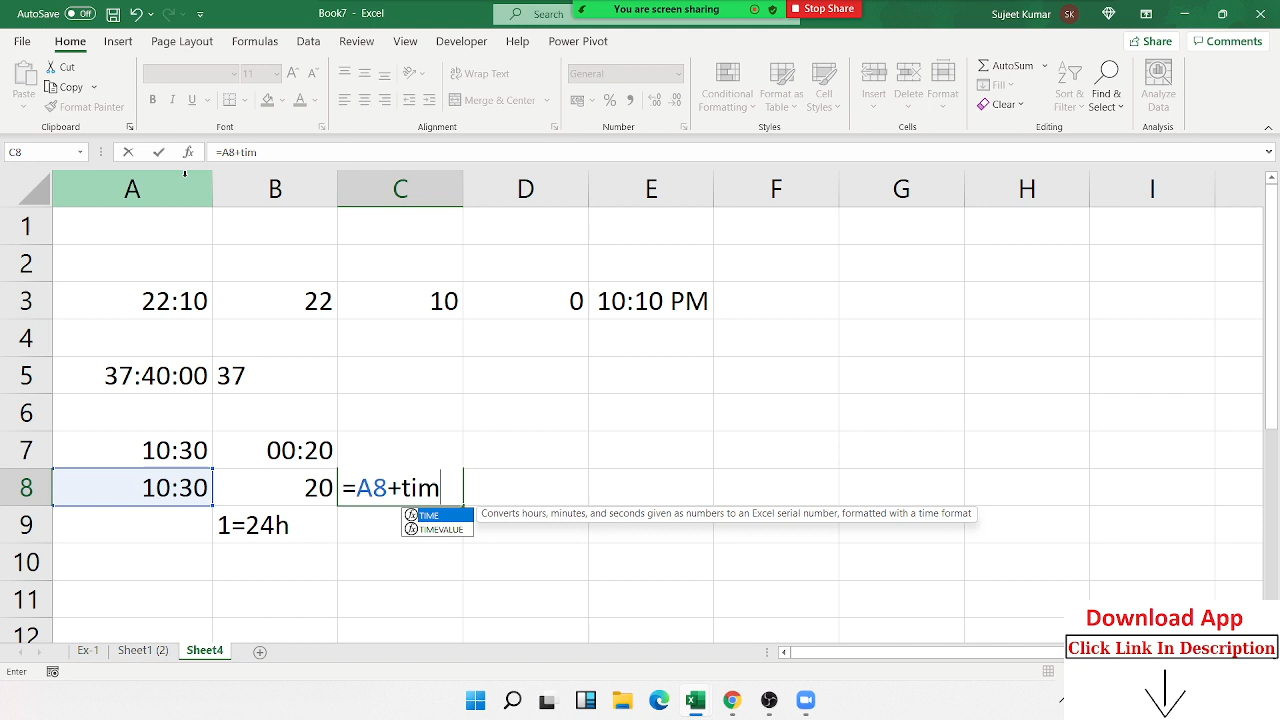 AutoSave Off
Book7 - Excel
Search
You are screen sharing
Stop Share
Sujeet Kumar
SK
File Home Insert Page Layout Formulas Data Review View Developer Help Power Pivot
Share Comments
Paste
Cut
Copy
Format Painter
11
B I U
A
Wrap Text
Merge & Center
General
Conditional Formatting
Format as Table
Cell Styles
Insert Delete Format
AutoSum
Fill
Clear
Sort & Filter
Find & Select
Analyze Data
Clipboard Font Alignment Number Styles Cells Editing Analysis
C8 fx =A8+tim
A B C D E F G H I
1
2
3 22:10 22 10 0 10:10 PM
4
5 37:40:00 37
6
7 10:30 00:20
8 10:30 20 =A8+tim
TIME Converts hours, minutes, and seconds given as numbers to an Excel serial number, formatted with a time format
TIMEVALUE
9 1=24h
10
11
12
Download App
Click Link In Description
Ex-1 Sheet1 (2) Sheet4
Enter